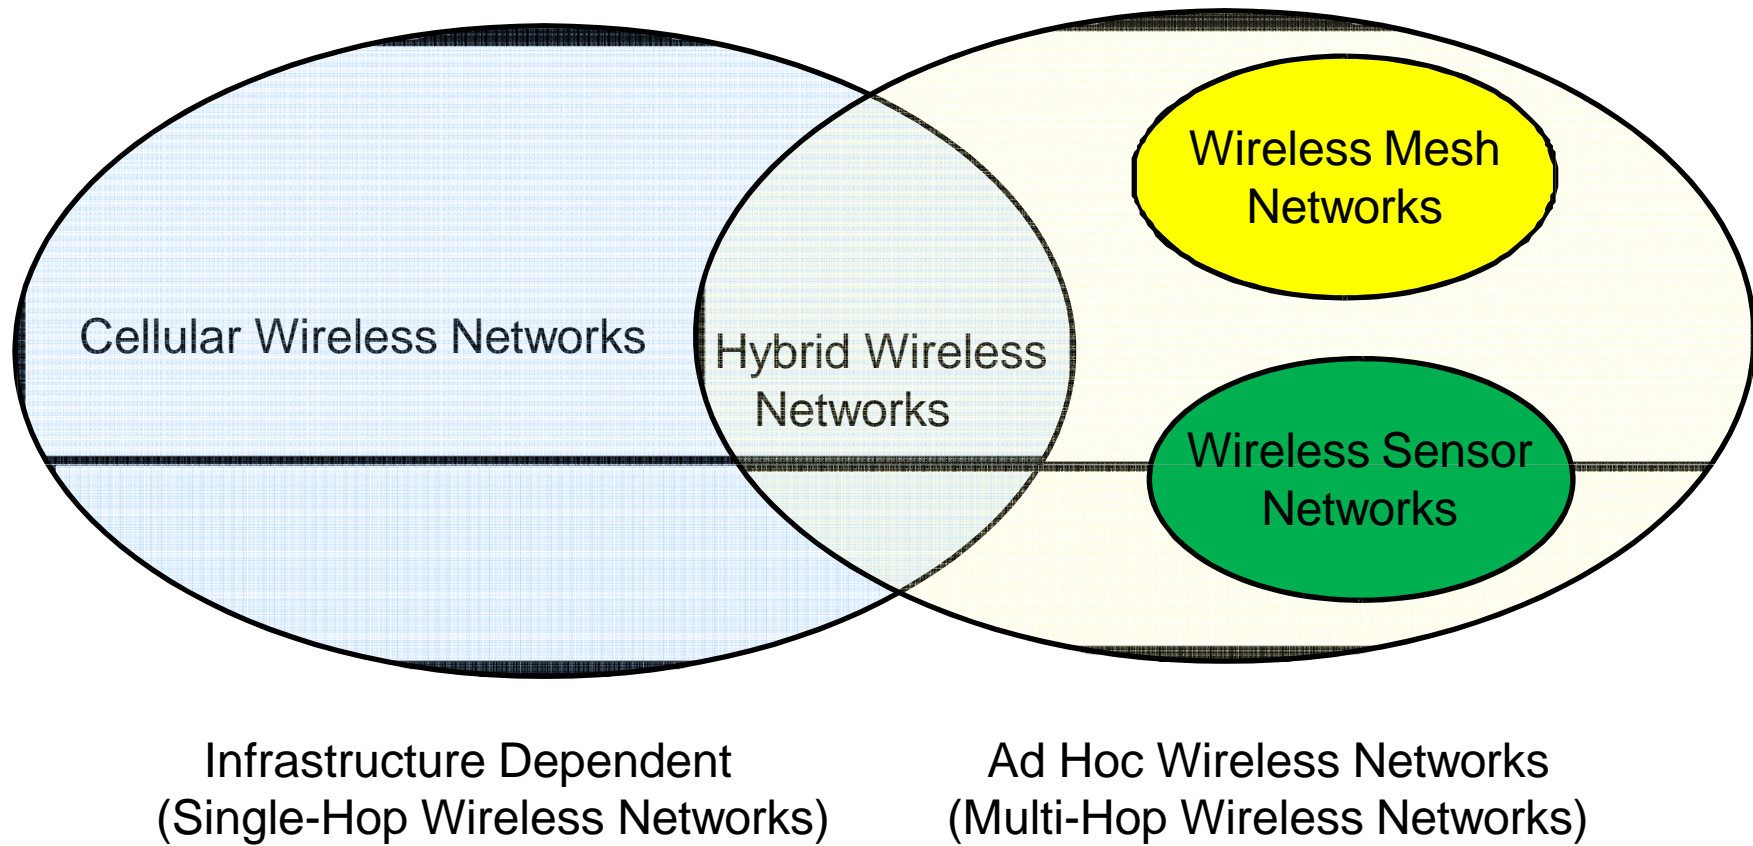 Wireless Mesh
Networks
Cellular Wireless Networks
Hybrid Wireless
Networks
Wireless Sensor
Networks
Infrastructure Dependent
(Single-Hop Wireless Networks)
Ad Hoc Wireless Networks
(Multi-Hop Wireless Networks)